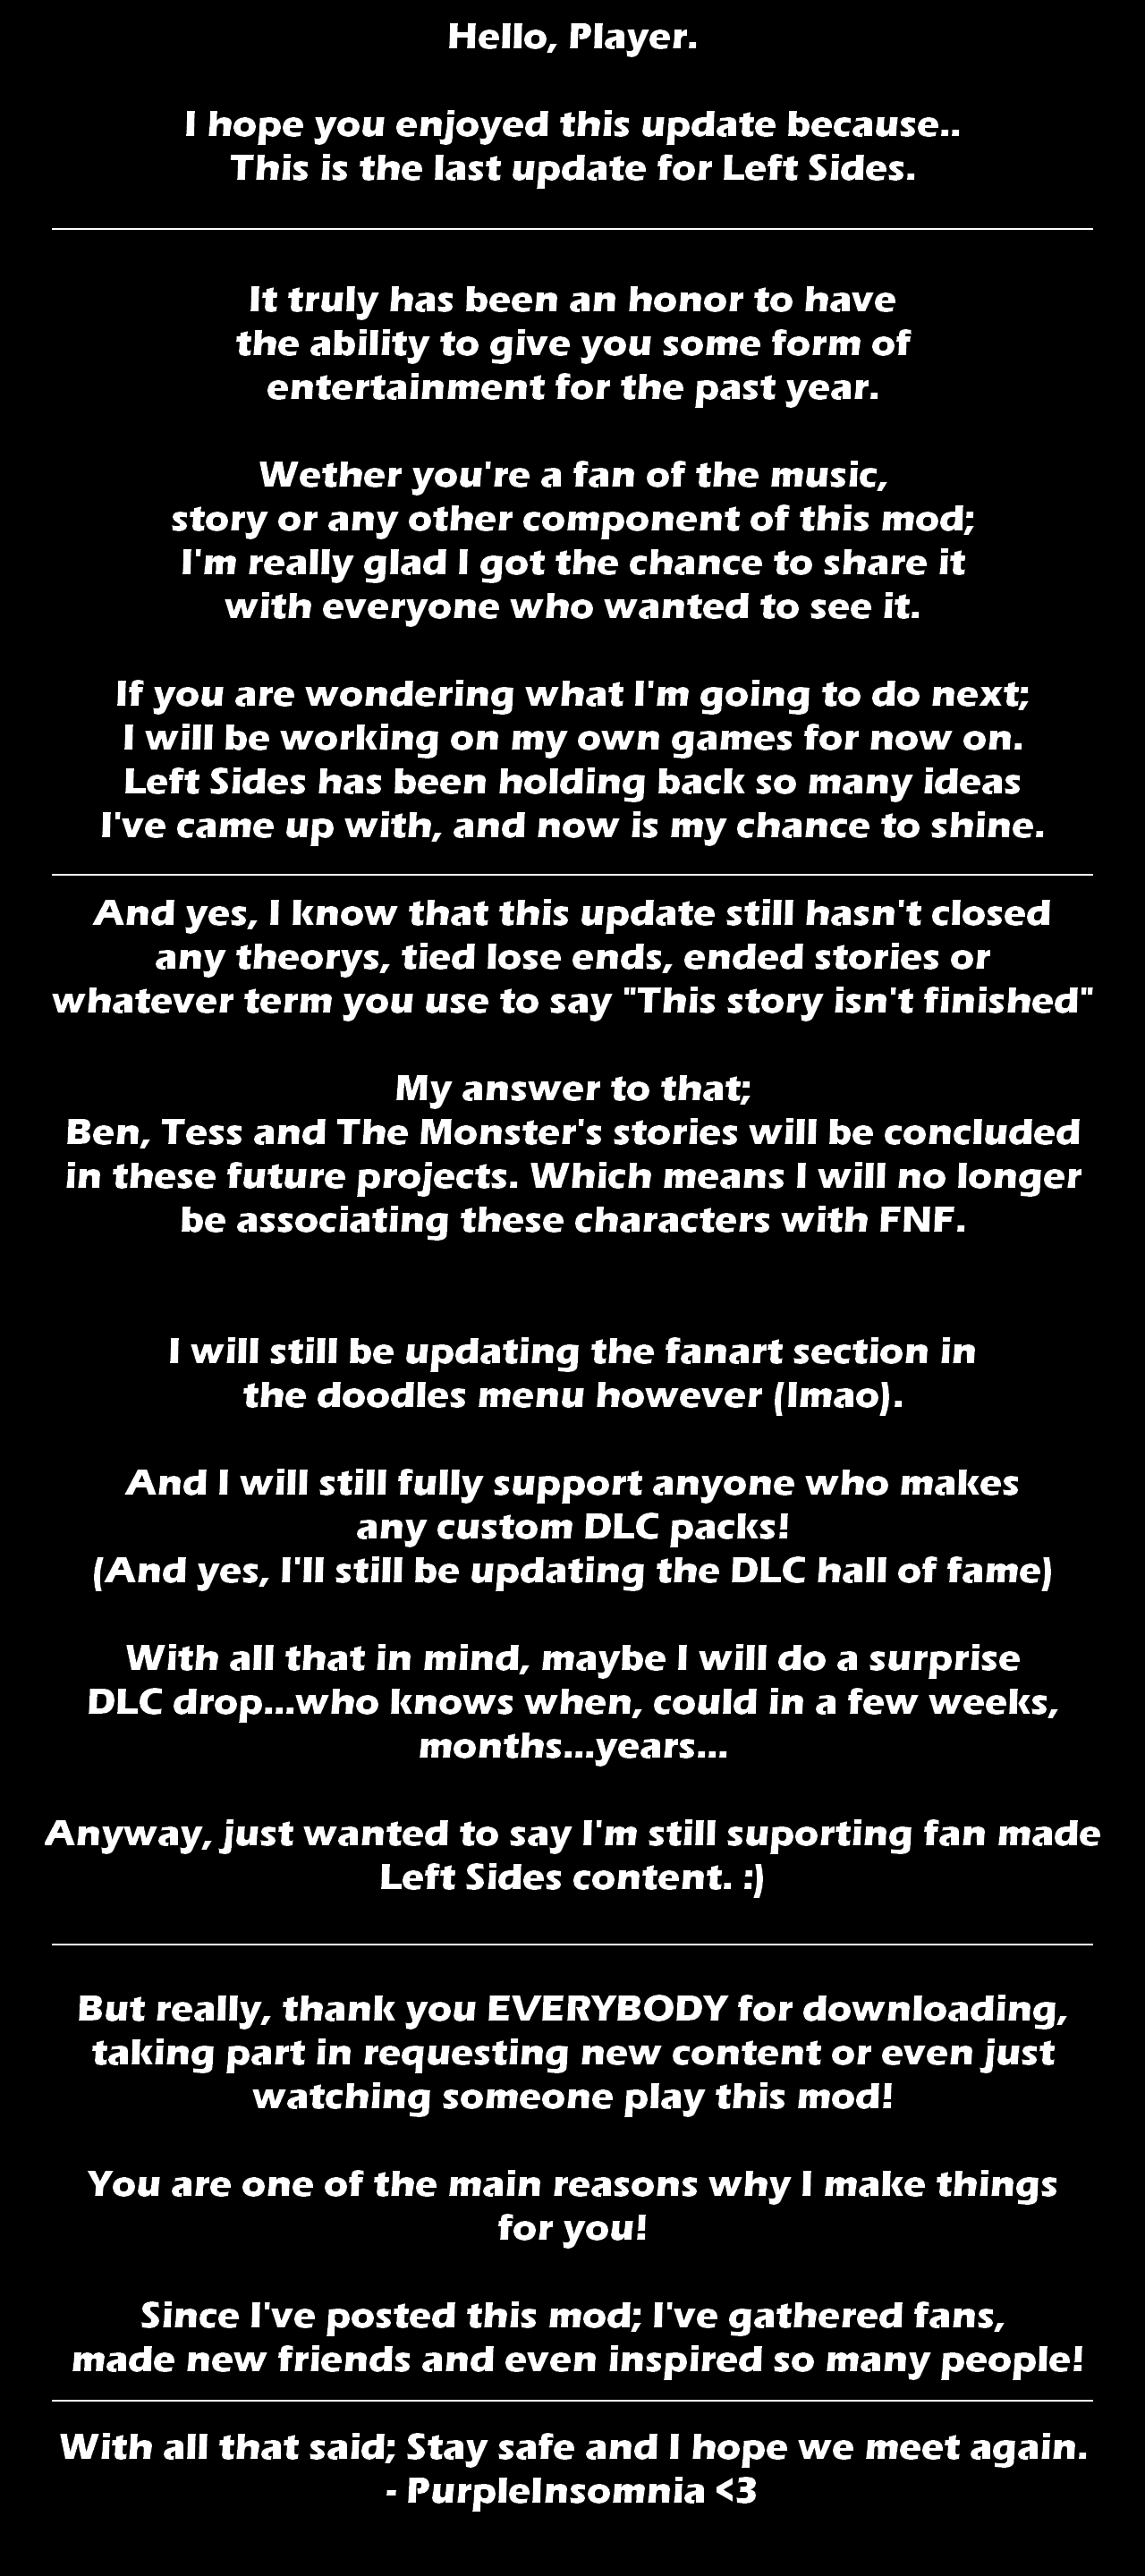 Hello, Player.
I hope you enjoyed this update because..
This is the last update for Left Sides.
It truly has been an honor to have
the ability to give you some form of
entertainment for the past year.
Wether you're a fan of the music,
story or any other component of this mod;
I'm really glad I got the chance to share it
with everyone who wanted to see it.
If you are wondering what I'm going to do next;
I will be working on my own games for now on.
Left Sides has been holding back so many ideas
I've came up with, and now is my chance to shine.
And yes, I know that this update still hasn't closed
any theorys, tied lose ends, ended stories or
whatever term you use to say "This story isn't finished"
My answer to that;
Ben, Tess and The Monster's stories will be concluded
in these future projects. Which means I will no longer
be associating these characters with FNF.
I will still be updating the fanart section in
the doodles menu however (lmao).
And I will still fully support anyone who makes
any custom DLC packs!
(And yes, I'll still be updating the DLC hall of fame)
With all that in mind, maybe I will do a surprise
DLC drop...who knows when, could in a few weeks,
months...years...
Anyway, just wanted to say I'm still suporting fan made
Left Sides content. :)
But really, thank you EVERYBODY for downloading,
taking part in requesting new content or even just
watching someone play this mod!
You are one of the main reasons why I make things
for you!
Since I've posted this mod; I've gathered fans,
made new friends and even inspired so many people!
With all that said; Stay safe and I hope we meet again.
- PurpleInsomnia <3